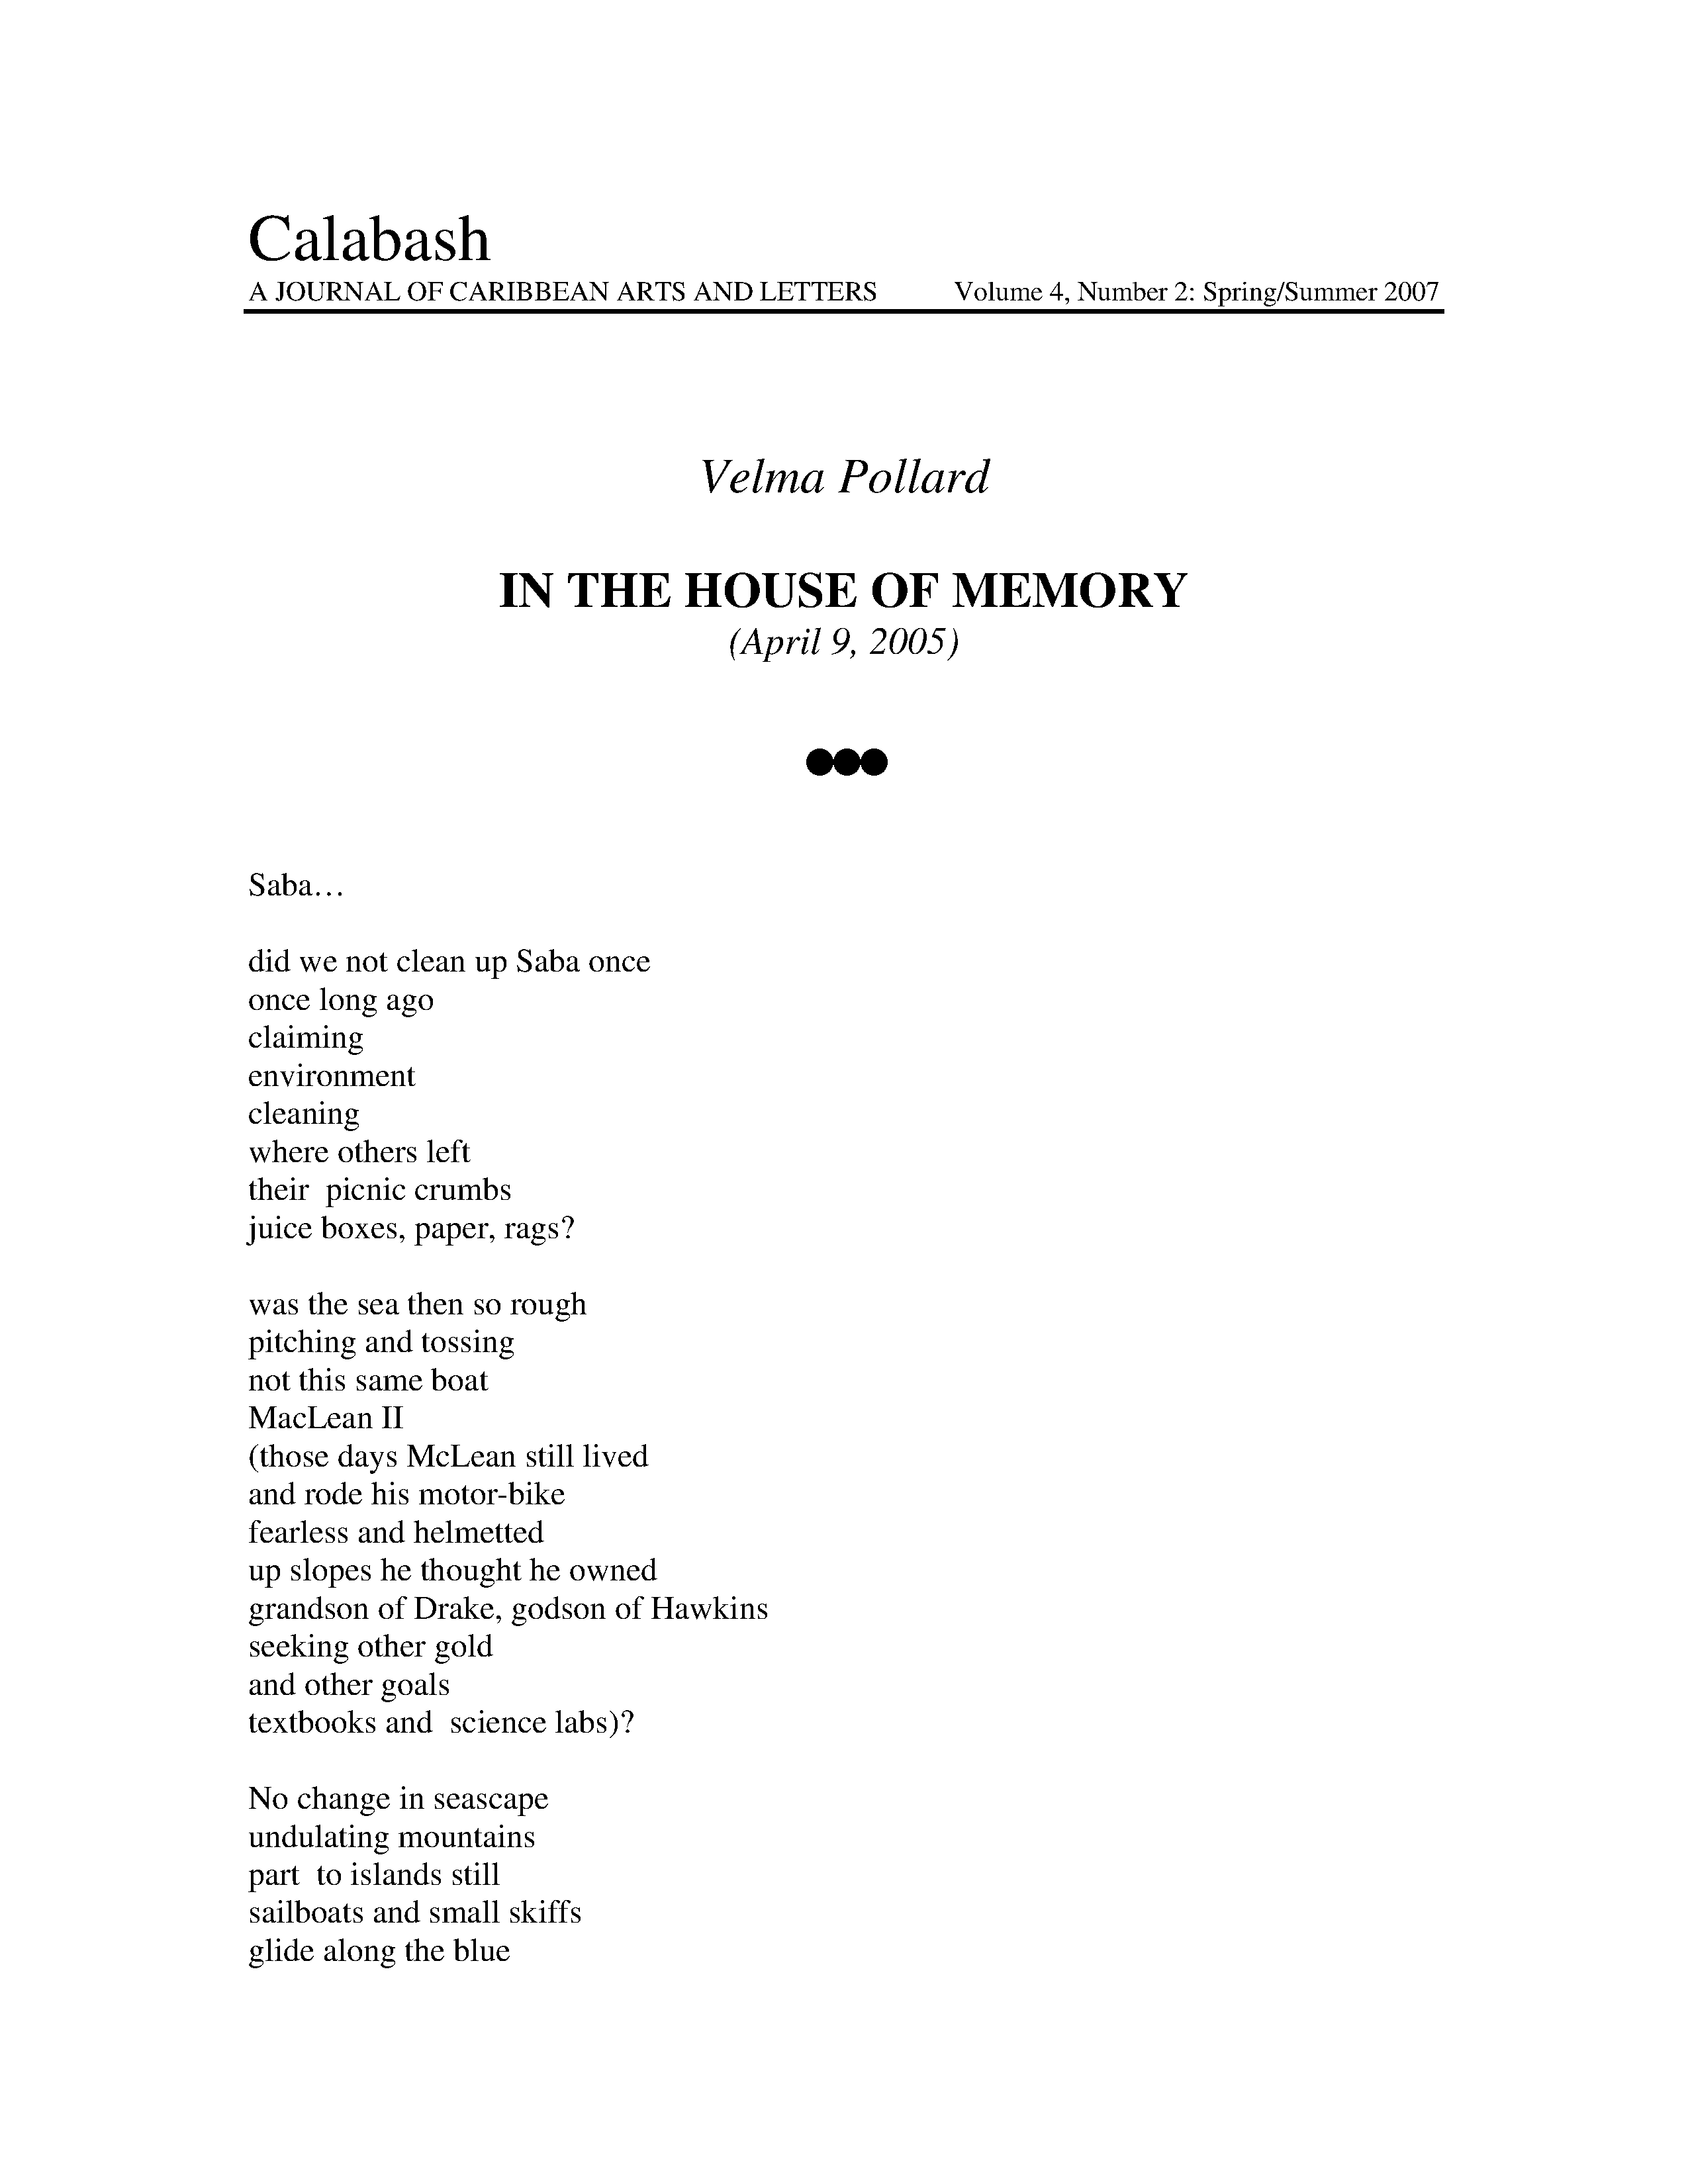 Calabash
A JOURNAL OF CARIBBEAN ARTS AND LETTERS Volume 4, Number 2: Spring/Summer 2007
Velma Pollard
IN THE HOUSE OF MEMORY
(April 9, 2005)
Saba…
did we not clean up Saba once
once long ago
claiming
environment
cleaning
where others left
their  picnic crumbs
juice boxes, paper, rags?
was the sea then so rough
pitching and tossing
not this same boat
MacLean II
(those days McLean still lived
and rode his motor-bike
fearless and helmetted
up slopes he thought he owned
grandson of Drake, godson of Hawkins
seeking other gold
and other goals
textbooks and  science labs)?
No change in seascape
undulating mountains
part  to islands still
sailboats and small skiffs
glide along the blue